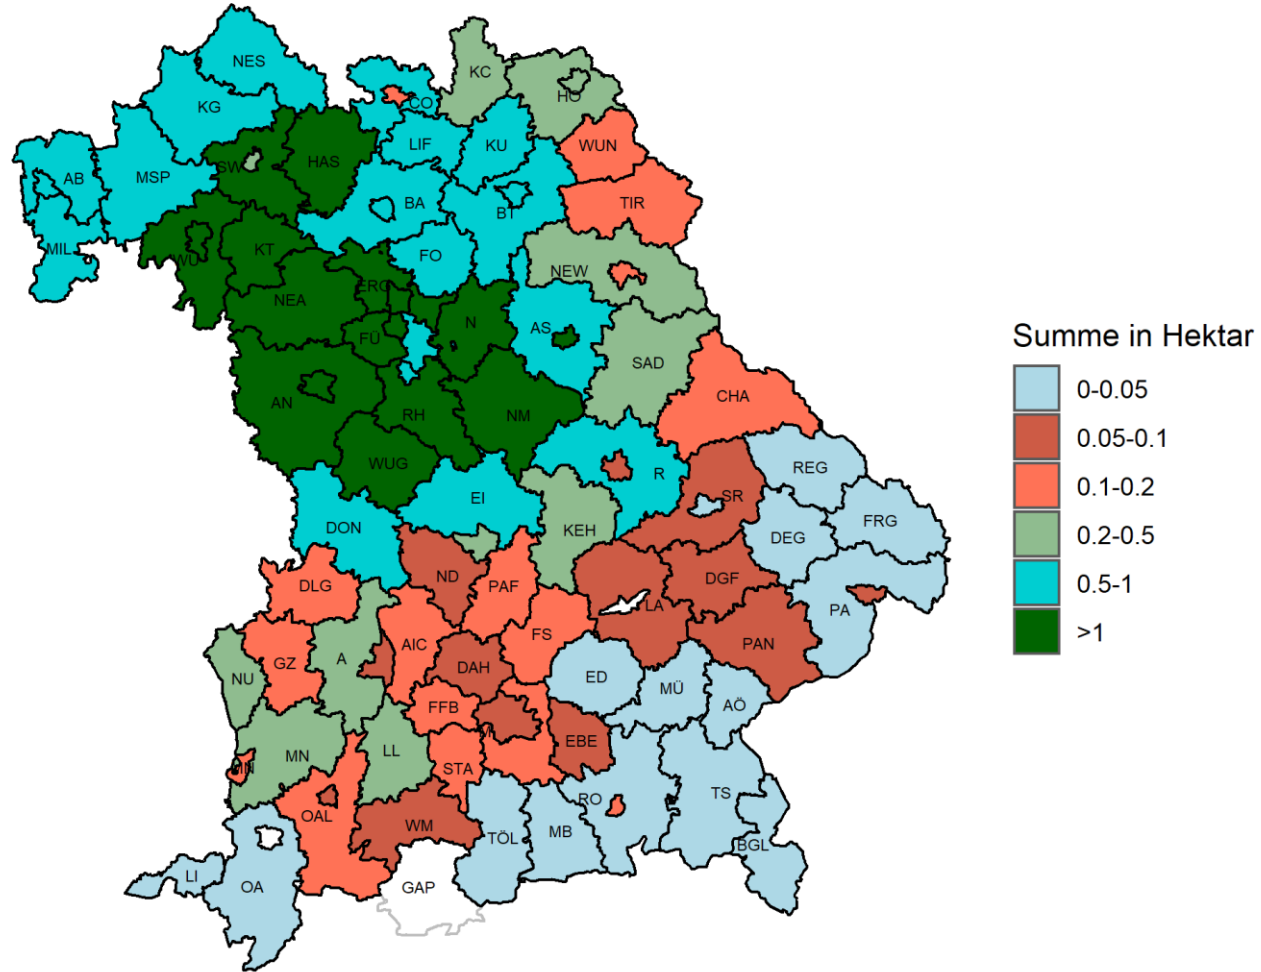 NES
KC
HO
KG
CO
WUN
LIF
KU
SW
HAS
AB
MSP
TIR
BA
BT
MIL
WÜ
KT
FO
NEW
ERC
NEA
N
AS
FÜ
SAD
CHA
AN
RH
NM
WUG
R
REG
EI
SR
DON
KEH
DEG
FRG
ND
DGF
DLG
PAF
LA
PA
FS
AIC
PAN
A
GZ
DAH
NU
ED
MÜ
AÖ
FFB
M
EBE
MN
LL
MN
STA
TS
RO
OAL
WM
TÖL
MB
BGL
LI
OA
GAP
Summe in Hektar
0-0.05
0.05-0.1
0.1-0.2
0.2-0.5
0.5-1
>1